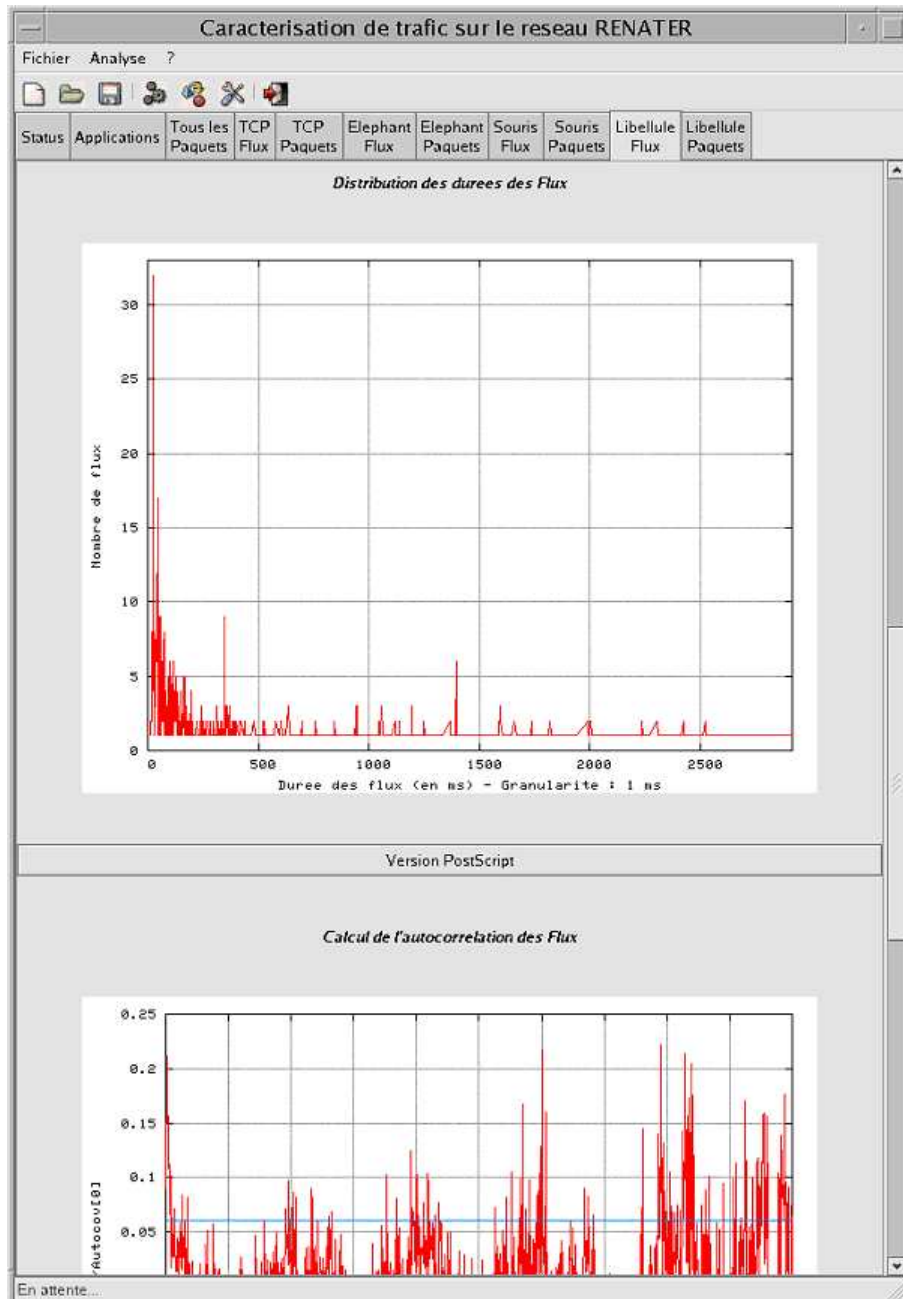 Caracterisation de trafic sur le reseau RENATER
Fichier Analyse ?
Status Applications Tous les Paquets TCP Flux TCP Paquets Elephant Flux Elephant Paquets Souris Flux Souris Paquets Libellule Flux Libellule Paquets
Distribution des durees des Flux
30
25
20
15
10
5
0
Nombre de flux
0 500 1000 1500 2000 2500
Duree des flux (en ms) - Granularite : 1 ms
Version PostScript
Calcul de l'autocorrelation des Flux
0.25
0.2
0.15
0.1
0.05
/Autocov[0]
En attente...